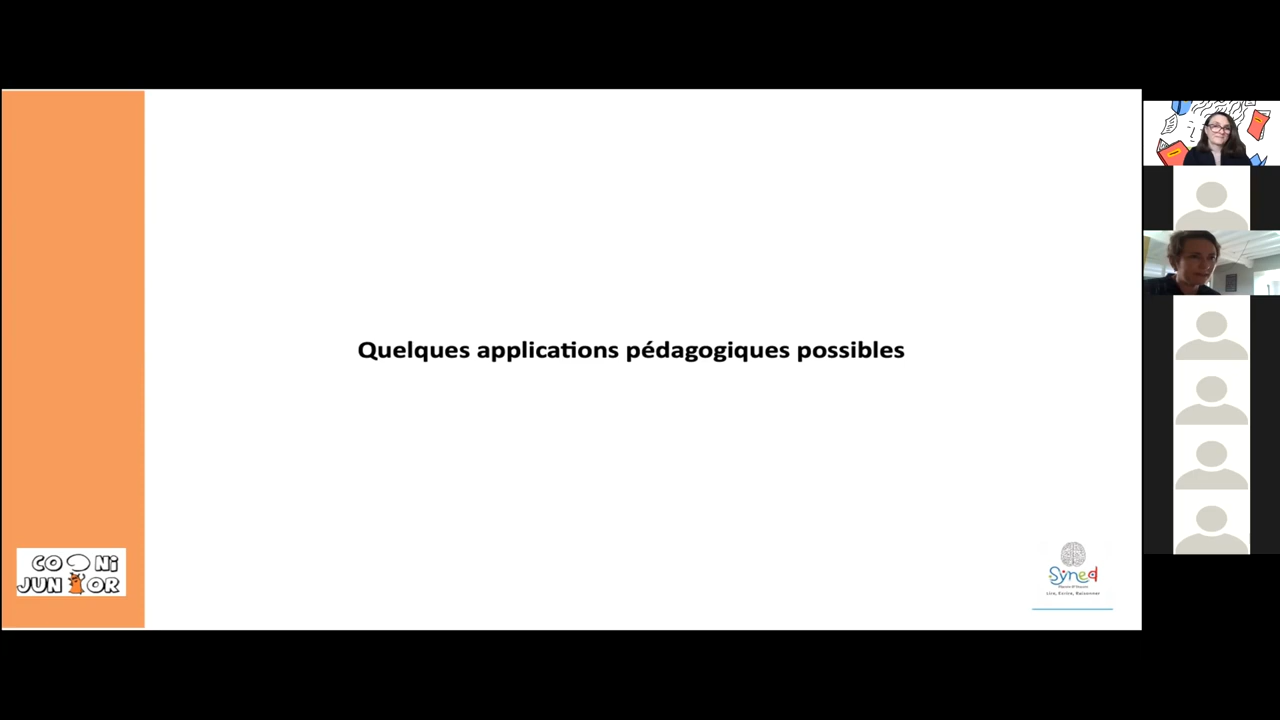 Quelques applications pédagogiques possibles
CO NI
JUN OR
Syned
Lire, Ecrire, Raisonner